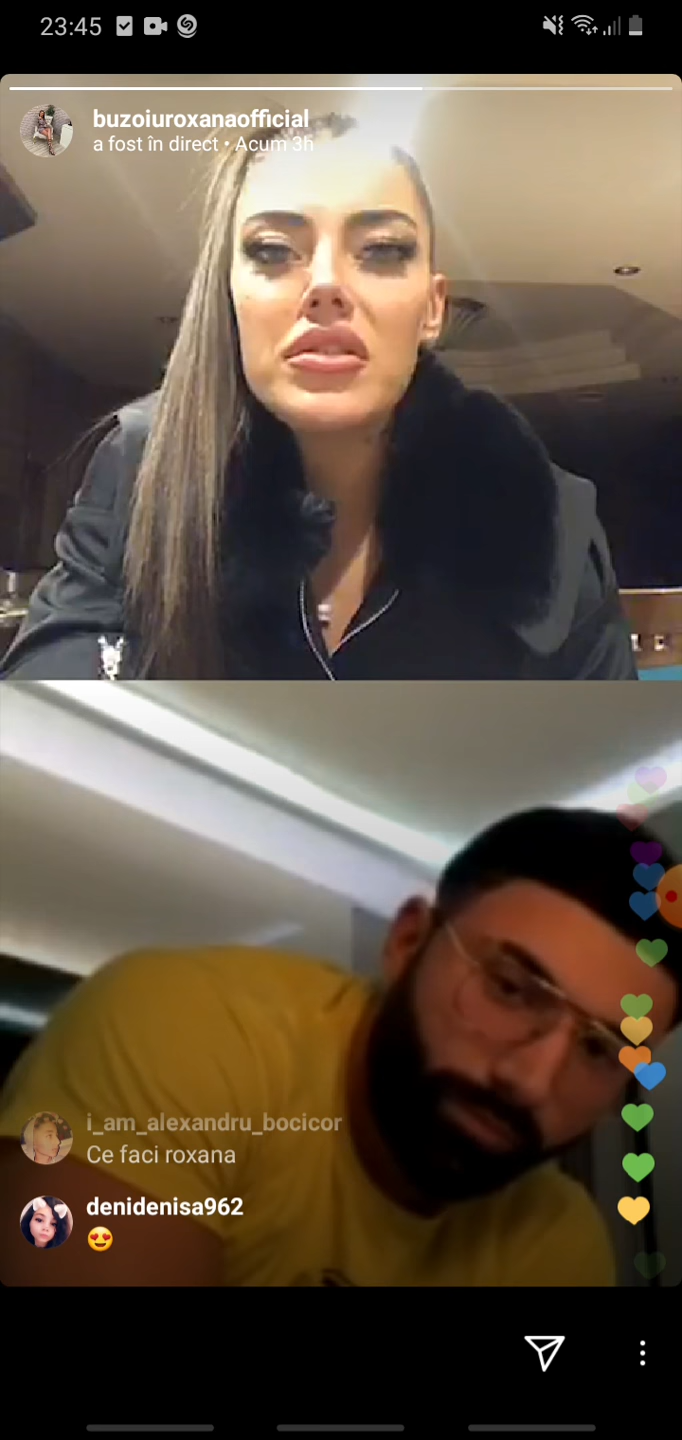 23:45
buzoiuroxanaofficial
a fost în direct • Acum 3h
i_am_alexandru_bocicor
Ce faci roxana
denidenisa962
😍